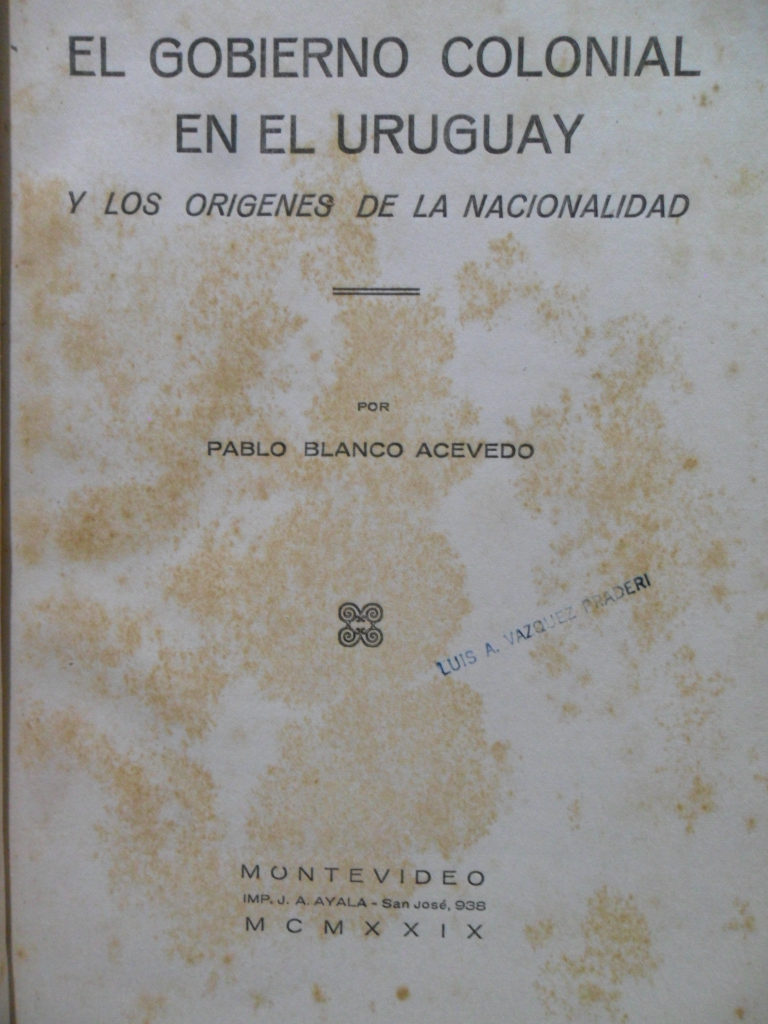 EL GOBIERNO COLONIAL
EN EL URUGUAY
Y LOS ORIGENES DE LA NACIONALIDAD
POR
PABLO BLANCO ACEVEDO
LUIS A. VAZQUEZ PRADERI
MONTEVIDEO
IMP. J. A. AYALA - San José, 938
MCMXXIX